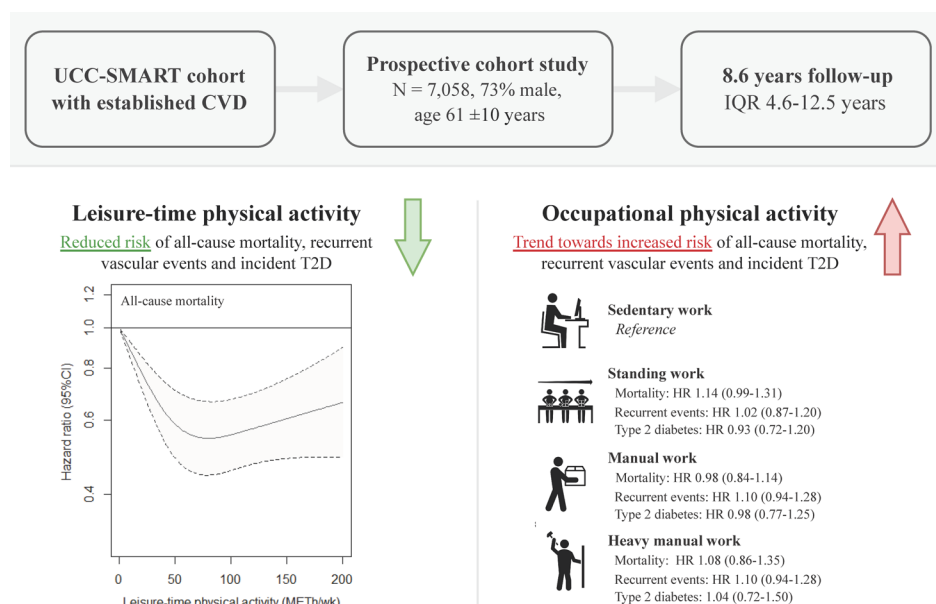 UCC-SMART cohort
with established CVD
Prospective cohort study
N = 7,058, 73% male,
age 61 ±10 years
8.6 years follow-up
IQR 4.6-12.5 years
Leisure-time physical activity
Reduced risk of all-cause mortality, recurrent
vascular events and incident T2D
All-cause mortality
Hazard ratio (95%CI)
1.2
1.0
0.8
0.6
0.4
0
50
100
150
200
Leisure-time physical activity (METh/wk)
Occupational physical activity
Trend towards increased risk of all-cause mortality,
recurrent vascular events and incident T2D
Sedentary work
Reference
Standing work
Mortality: HR 1.14 (0.99-1.31)
Recurrent events: HR 1.02 (0.87-1.20)
Type 2 diabetes: HR 0.93 (0.72-1.20)
Manual work
Mortality: HR 0.98 (0.84-1.14)
Recurrent events: HR 1.10 (0.94-1.28)
Type 2 diabetes: HR 0.98 (0.77-1.25)
Heavy manual work
Mortality: HR 1.08 (0.86-1.35)
Recurrent events: HR 1.10 (0.94-1.28)
Type 2 diabetes: 1.04 (0.72-1.50)